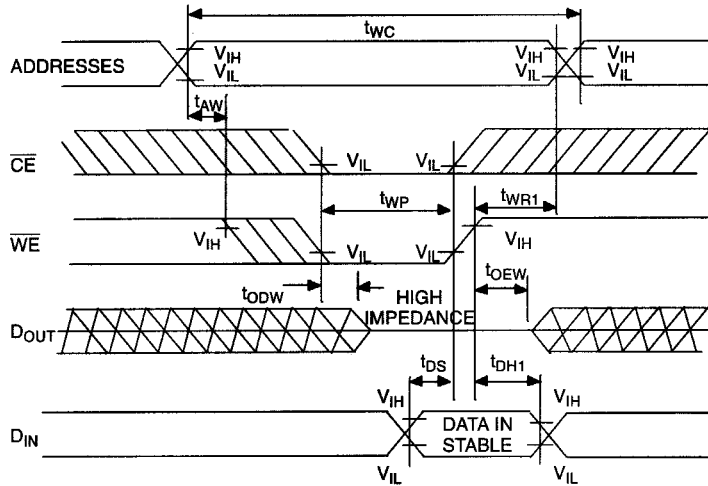 tWC
ADDRESSES
VIH VIH VIH
VIL VIL VIL
tAW
CE VIL VIL
tWP tWR1
WE VIH VIH
VIL VIL
tODW HIGH tOEW
DOUT IMPEDANCE
tDS tDH1
VIH VIH
DIN DATA IN
STABLE
VIL VIL